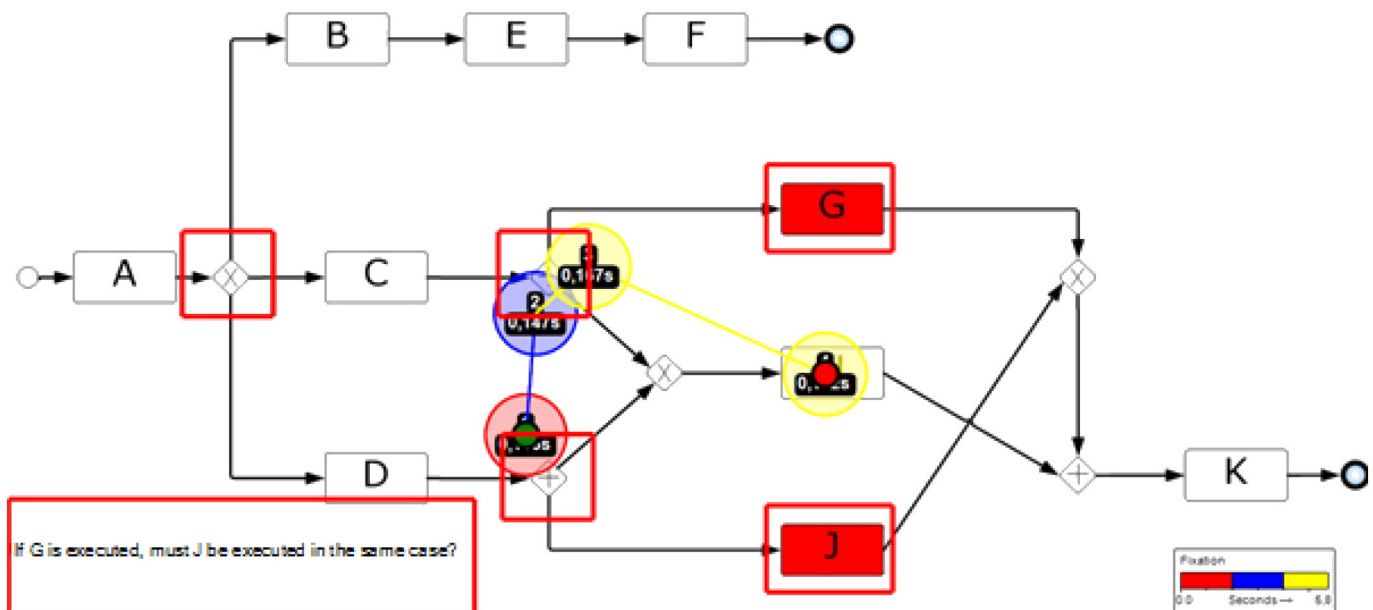 B
E
F
G
A
C
3
0,167s
2
0,147s
D
J
K
If G is executed, must J be executed in the same case?
Fixation
0.0 Seconds → 6,8